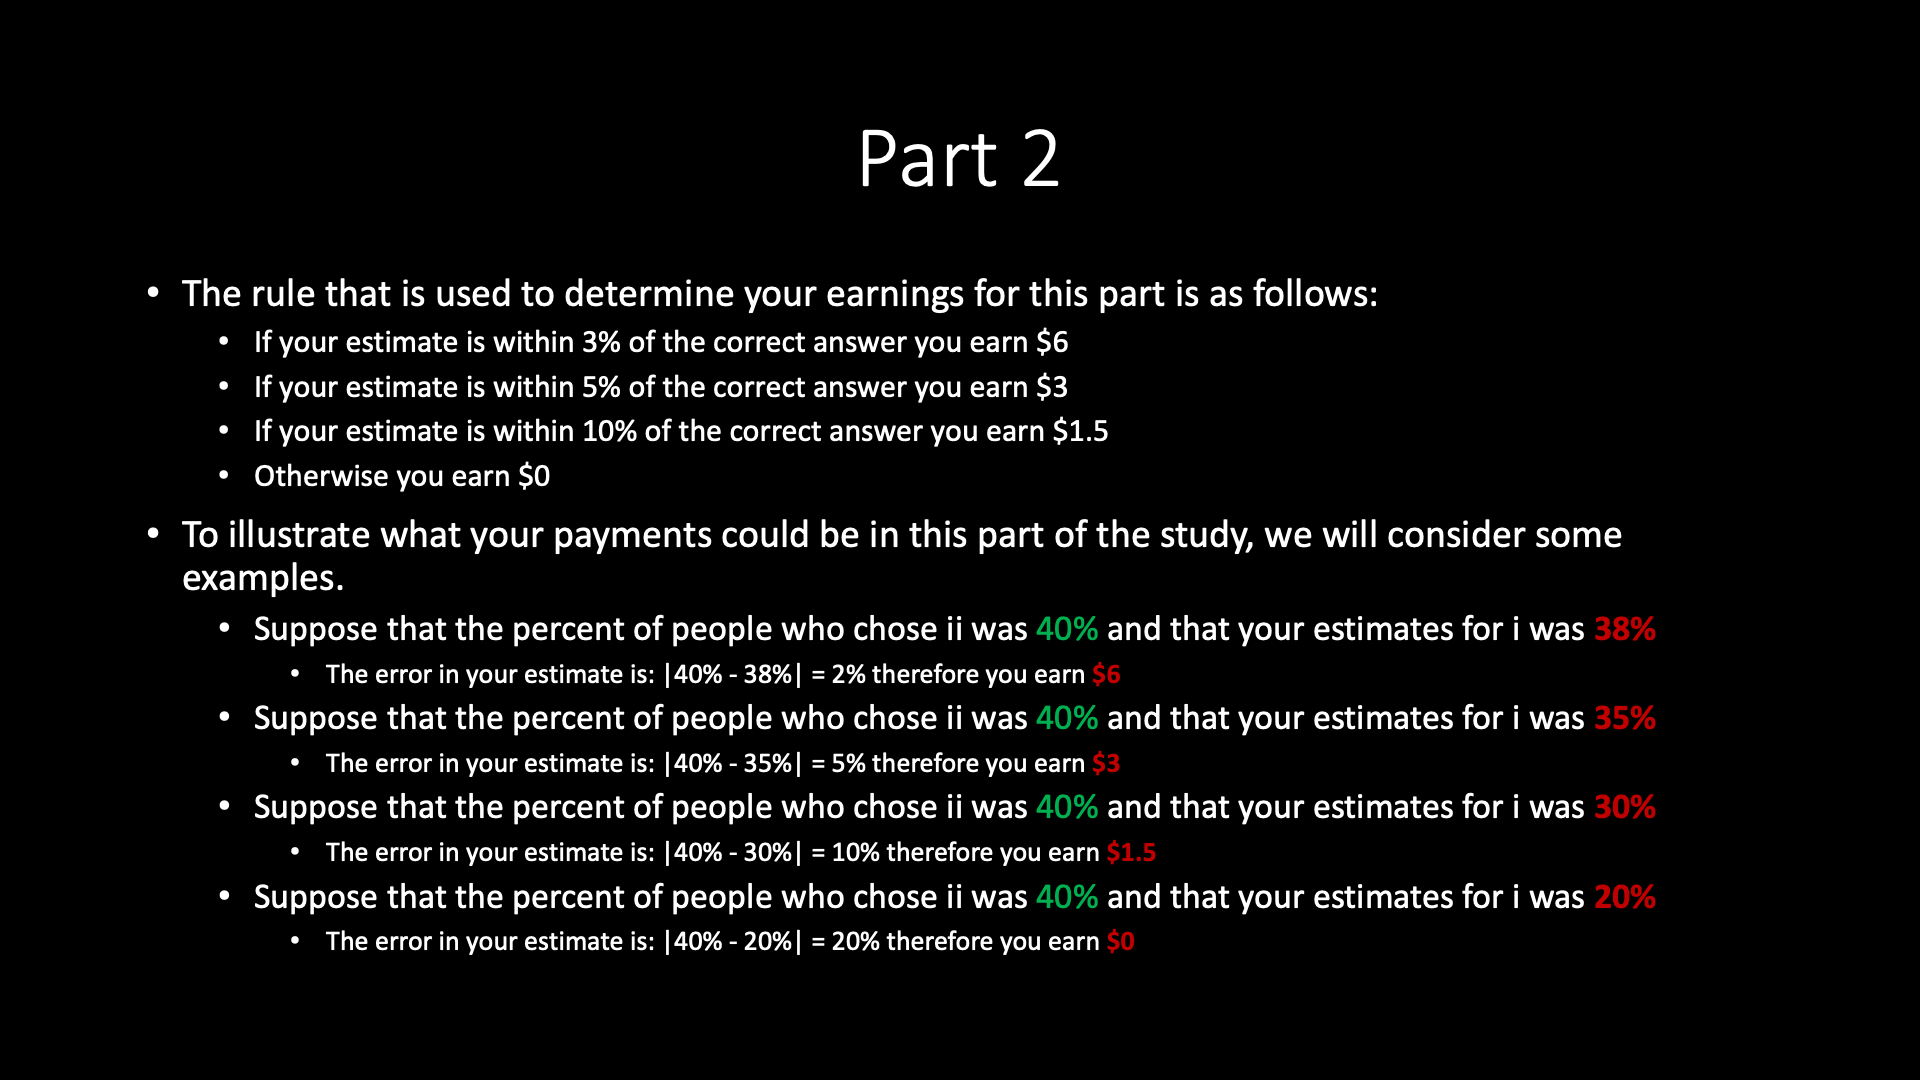 Part 2
• The rule that is used to determine your earnings for this part is as follows:
• If your estimate is within 3% of the correct answer you earn $6
• If your estimate is within 5% of the correct answer you earn $3
• If your estimate is within 10% of the correct answer you earn $1.5
• Otherwise you earn $0
• To illustrate what your payments could be in this part of the study, we will consider some
examples.
• Suppose that the percent of people who chose ii was 40% and that your estimates for i was 38%
• The error in your estimate is: |40% - 38%| = 2% therefore you earn $6
• Suppose that the percent of people who chose ii was 40% and that your estimates for i was 35%
• The error in your estimate is: |40% - 35%| = 5% therefore you earn $3
• Suppose that the percent of people who chose ii was 40% and that your estimates for i was 30%
• The error in your estimate is: |40% - 30%| = 10% therefore you earn $1.5
• Suppose that the percent of people who chose ii was 40% and that your estimates for i was 20%
• The error in your estimate is: |40% - 20%| = 20% therefore you earn $0